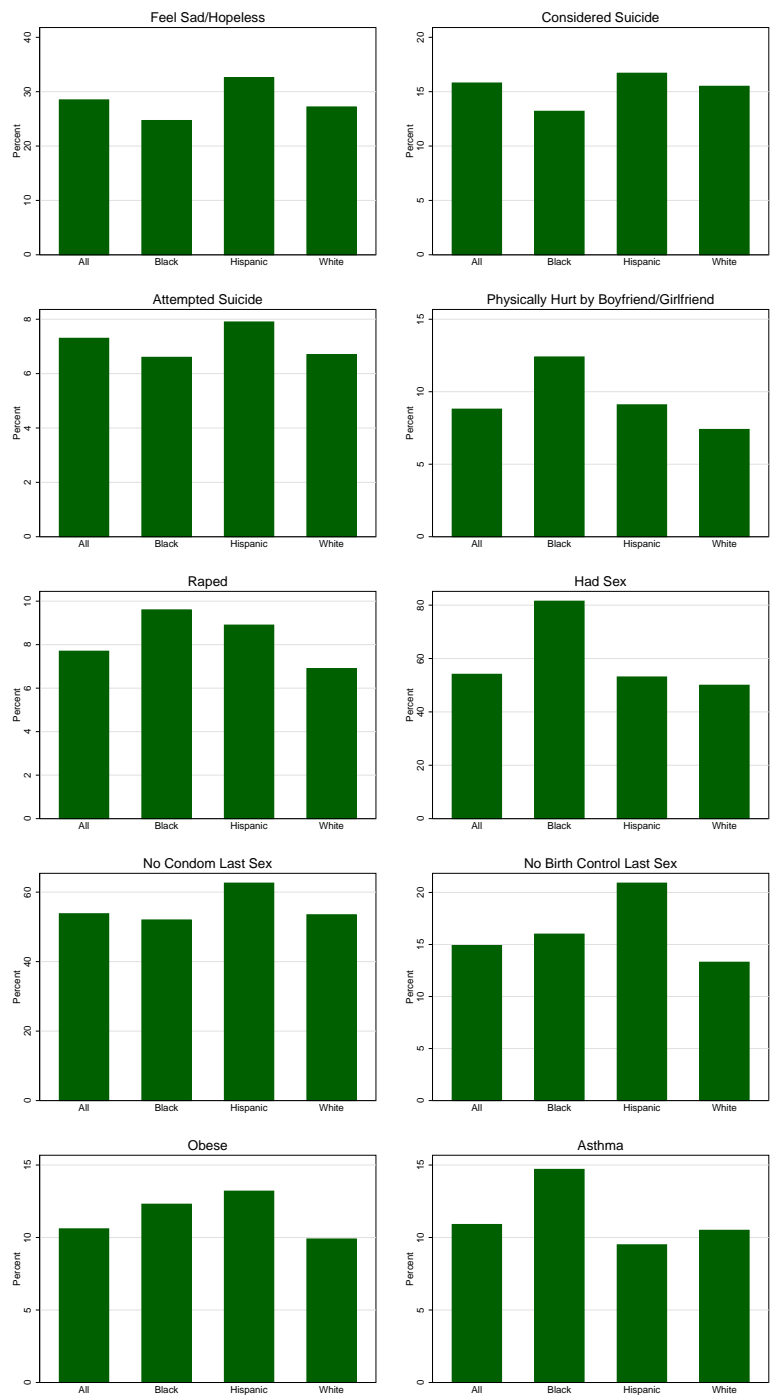 Feel Sad/Hopeless
Percent
0
10
20
30
40
All
Black
Hispanic
White
Considered Suicide
Percent
0
5
10
15
20
All
Black
Hispanic
White
Attempted Suicide
Percent
0
2
4
6
8
All
Black
Hispanic
White
Physically Hurt by Boyfriend/Girlfriend
Percent
0
5
10
15
All
Black
Hispanic
White
Raped
Percent
0
2
4
6
8
10
All
Black
Hispanic
White
Had Sex
Percent
0
20
40
60
80
All
Black
Hispanic
White
No Condom Last Sex
Percent
0
20
40
60
All
Black
Hispanic
White
No Birth Control Last Sex
Percent
0
5
10
15
20
All
Black
Hispanic
White
Obese
Percent
0
5
10
15
All
Black
Hispanic
White
Asthma
Percent
0
5
10
15
All
Black
Hispanic
White